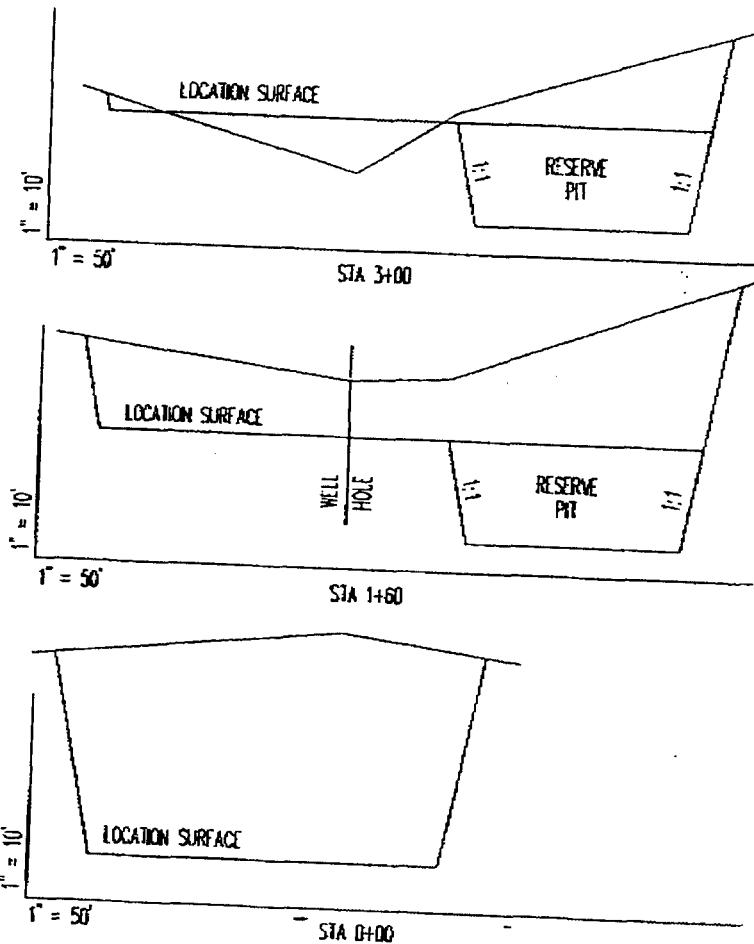 LOCATION SURFACE
1:1
RESERVE
PIT
1:1
1" = 10'
1" = 50'
STA 3+00
LOCATION SURFACE
WELL
HOLE
1:1
RESERVE
PIT
1:1
1" = 10'
1" = 50'
STA 1+60
LOCATION SURFACE
1" = 10'
1" = 50'
STA 0+00